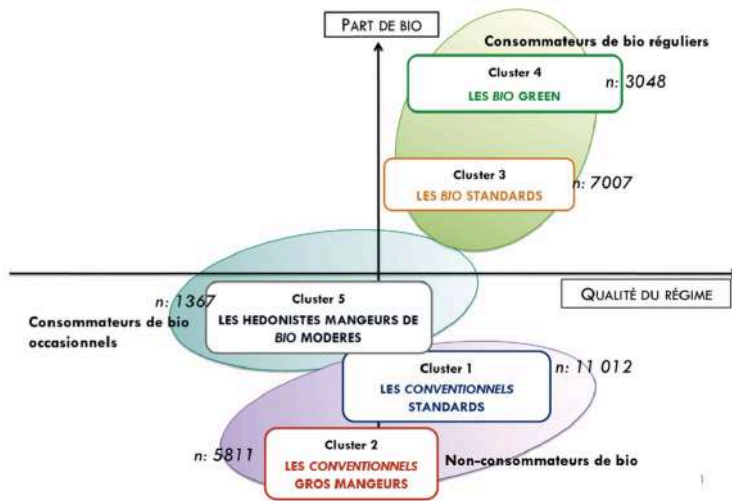 PART DE BIO
Consommateurs de bio réguliers
Cluster 4
LES BIO GREEN
n: 3048
Cluster 3
LES BIO STANDARDS
n: 7007
QUALITÉ DU RÉGIME
n: 1367
Consommateurs de bio
occasionnels
Cluster 5
LES HEDONISTES MANGEURS DE
BIO MODERES
Cluster 1
LES CONVENTIONNELS
STANDARDS
n: 11 012
n: 5811
Cluster 2
LES CONVENTIONNELS
GROS MANGEURS
Non-consommateurs de bio
1